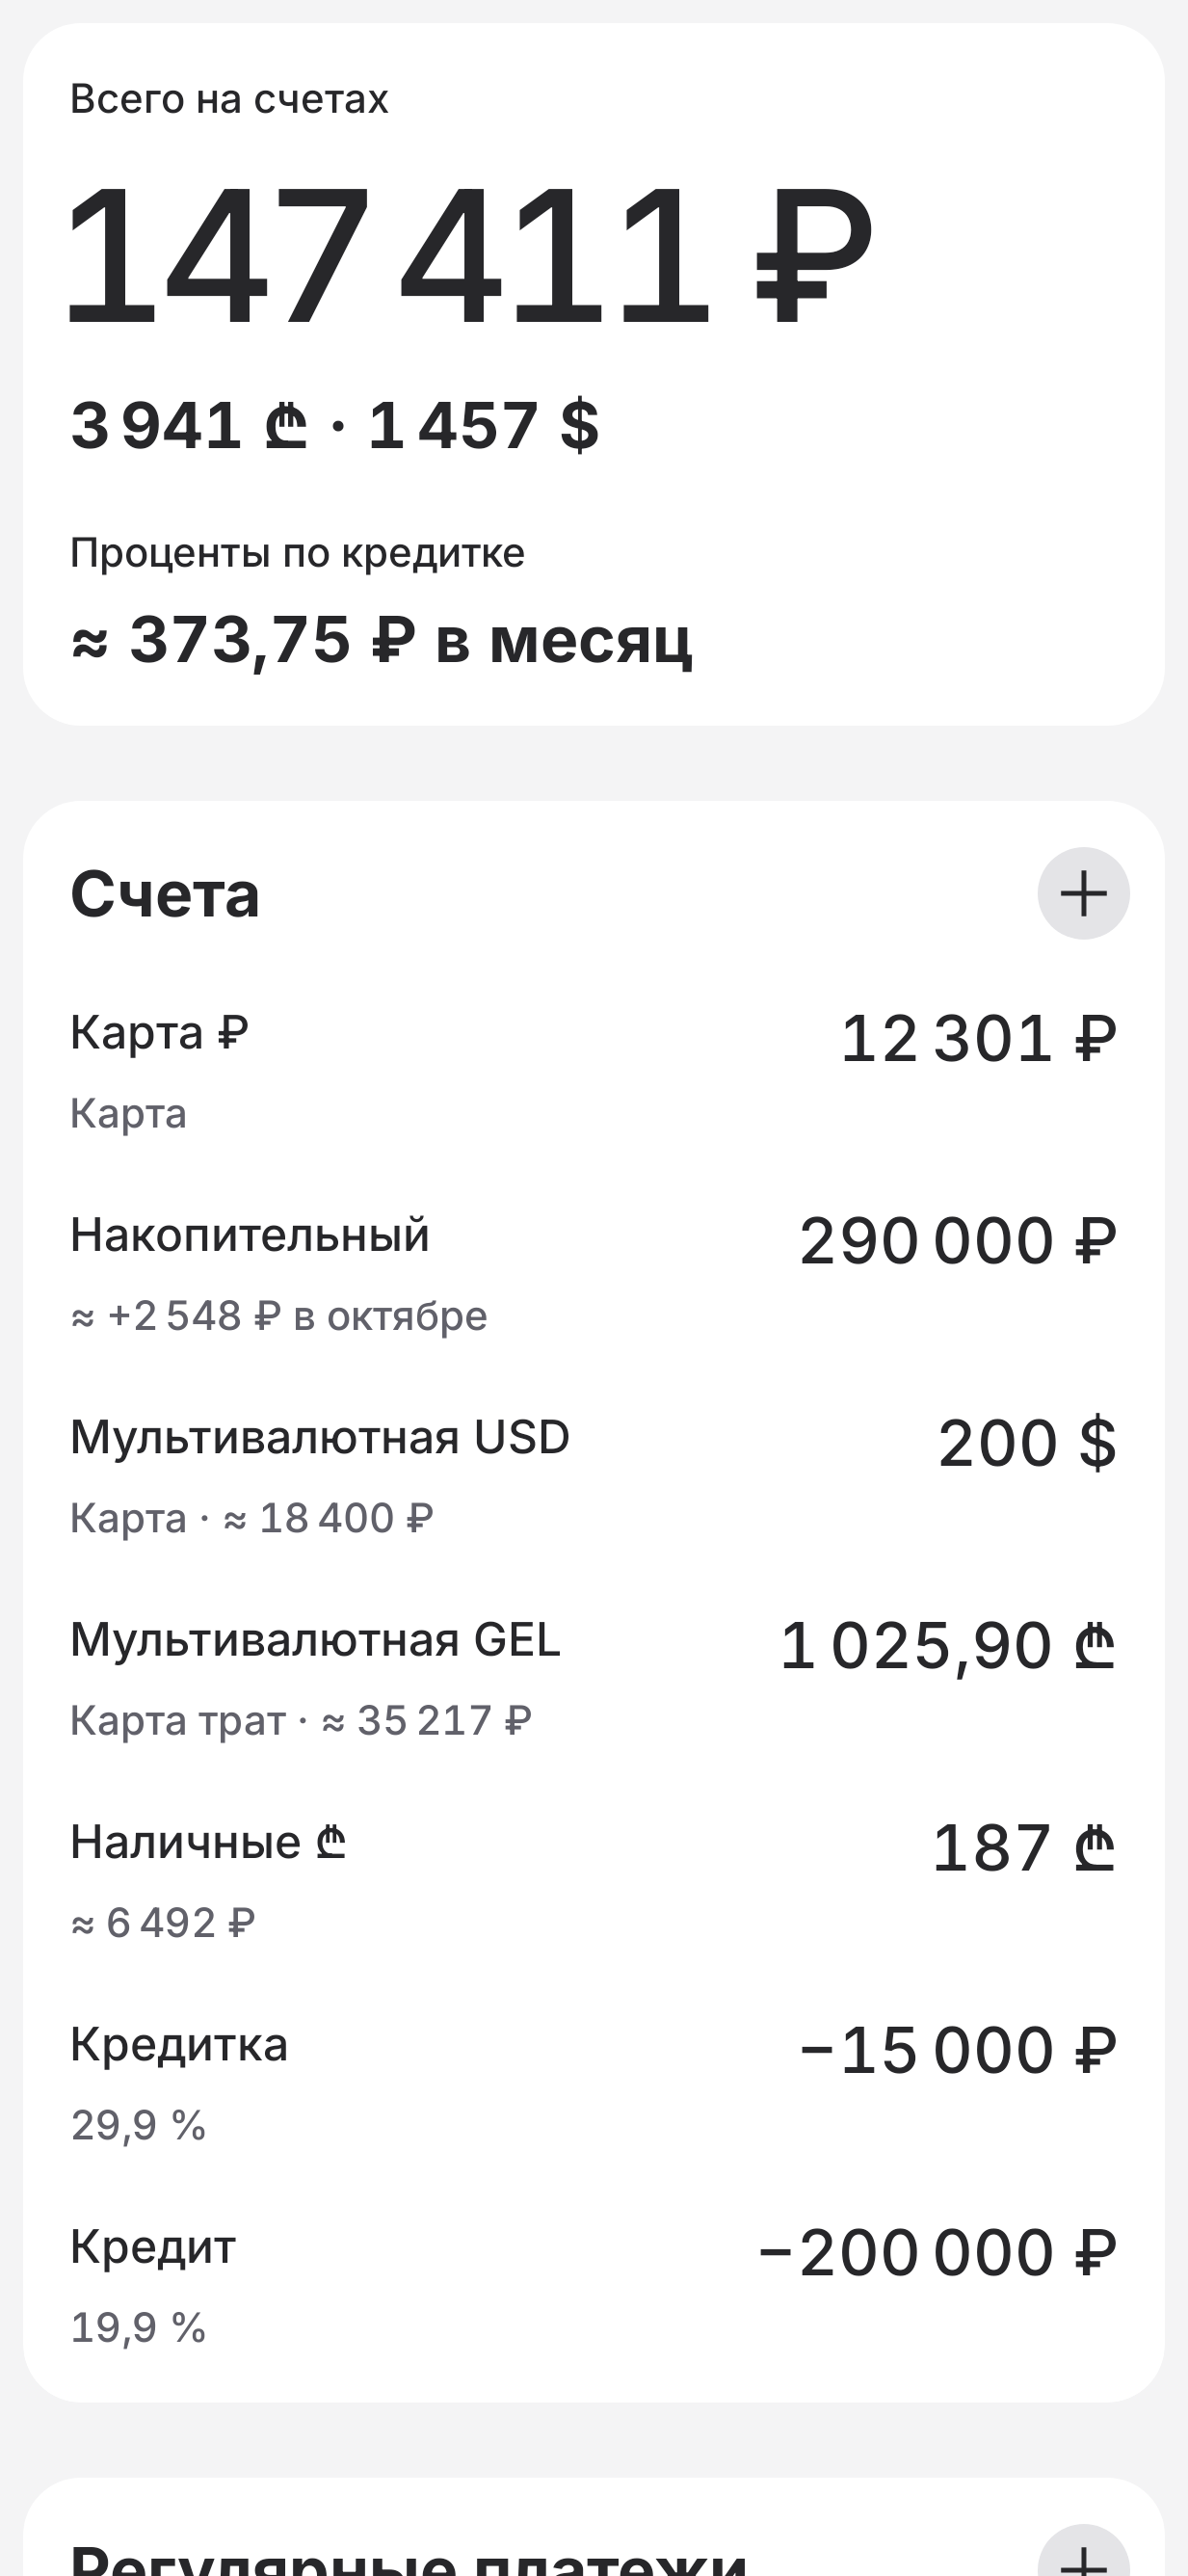 Всего на счетах
147 411 ₽
3 941 ₾ · 1 457 $
Проценты по кредитке
≈ 373,75 ₽ в месяц
Счета
Карта ₽
12 301 ₽
Карта
Накопительный
290 000 ₽
≈ +2 548 ₽ в октябре
Мультивалютная USD
200 $
Карта · ≈ 18 400 ₽
Мультивалютная GEL
1 025,90 ₾
Карта трат · ≈ 35 217 ₽
Наличные ₾
187 ₾
≈ 6 492 ₽
Кредитка
−15 000 ₽
29,9 %
Кредит
−200 000 ₽
19,9 %
Регулярные платежи